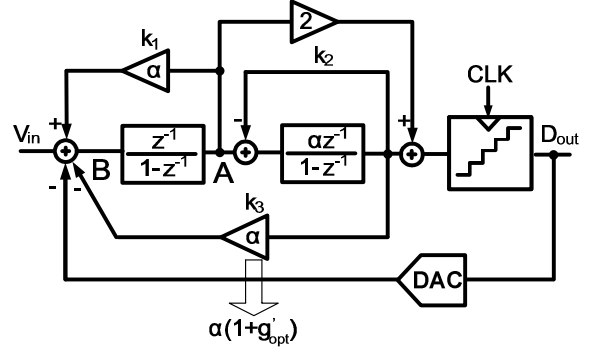 2
k₁
k₂
α
CLK
+
-
+
Vin
+
B
z⁻¹
1-z⁻¹
A
+
αz⁻¹
1-z⁻¹
+
Dout
-
-
k₃
α
DAC
α(1+g'opt)